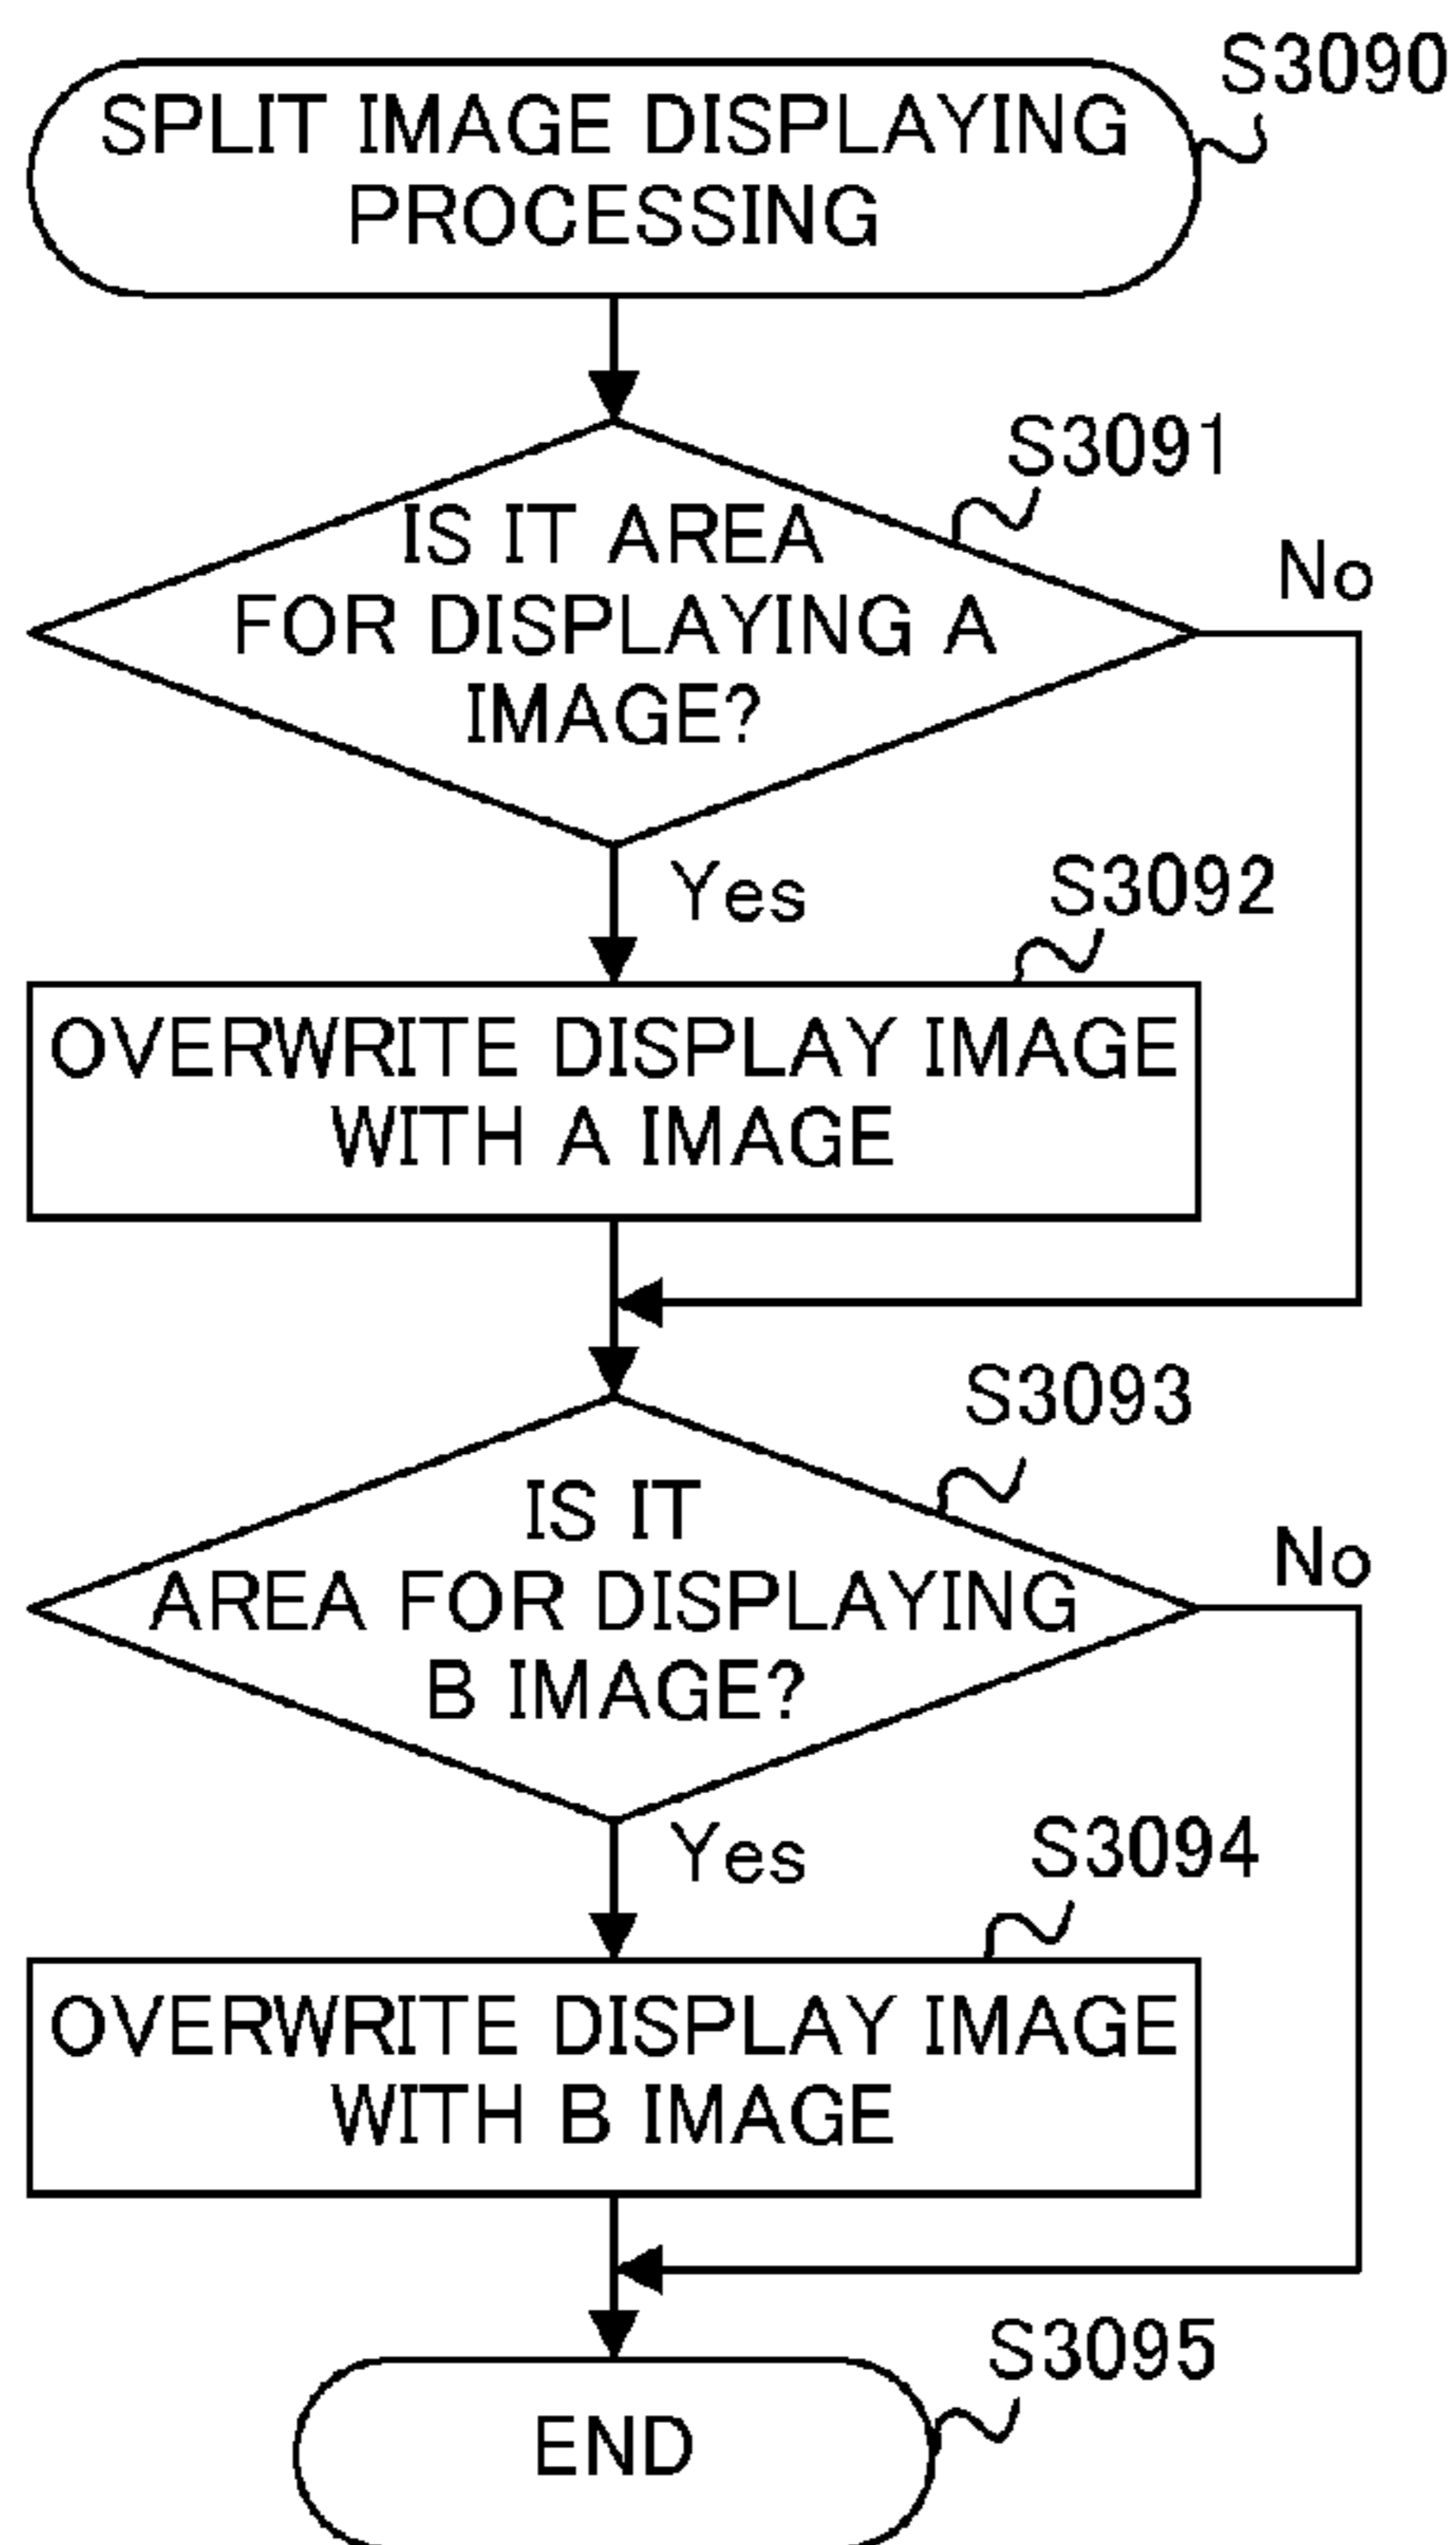 S3090
SPLIT IMAGE DISPLAYING
PROCESSING
S3091
IS IT AREA
FOR DISPLAYING A
IMAGE?
No
Yes
S3092
OVERWRITE DISPLAY IMAGE
WITH A IMAGE
S3093
IS IT
AREA FOR DISPLAYING
B IMAGE?
No
Yes
S3094
OVERWRITE DISPLAY IMAGE
WITH B IMAGE
S3095
END